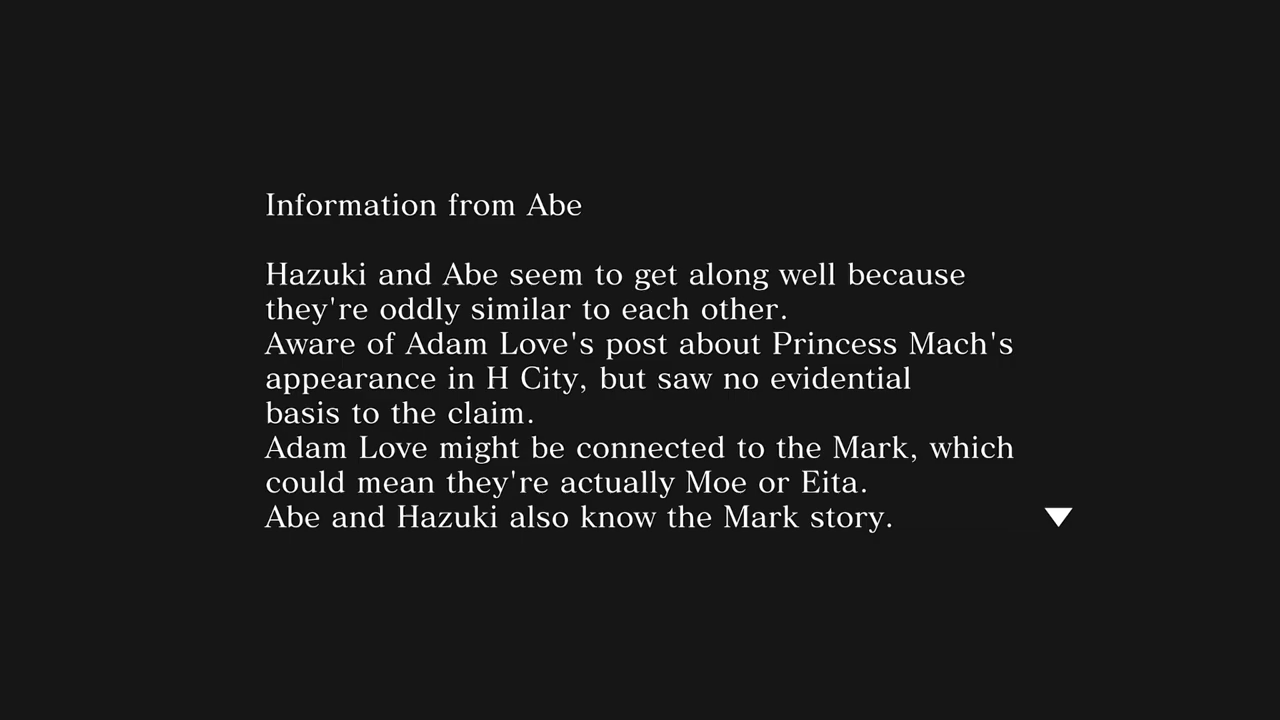 Information from Abe
Hazuki and Abe seem to get along well because
they're oddly similar to each other.
Aware of Adam Love's post about Princess Mach's
appearance in H City, but saw no evidential
basis to the claim.
Adam Love might be connected to the Mark, which
could mean they're actually Moe or Eita.
Abe and Hazuki also know the Mark story.